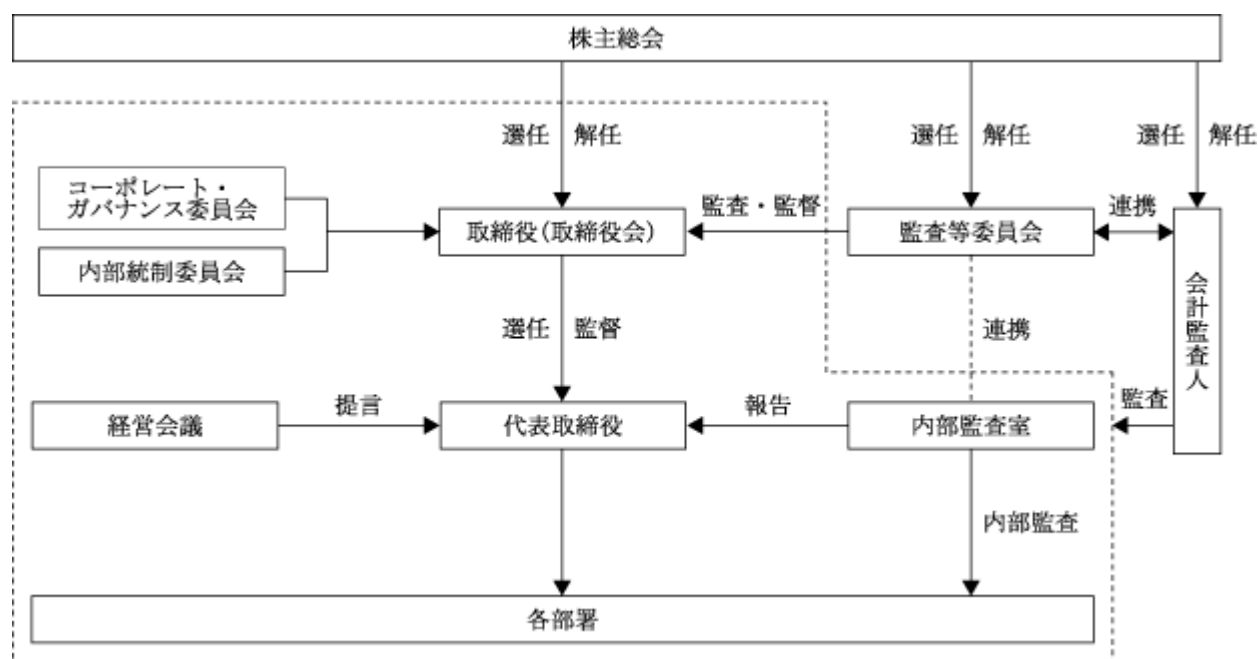 株主総会
選任 解任
選任 解任
選任 解任
コーポレート・
ガバナンス委員会
内部統制委員会
取締役(取締役会)
監査・監督
監査等委員会
連携
会計監査人
選任 監督
連携
経営会議
提言
代表取締役
報告
内部監査室
監査
内部監査
各部署